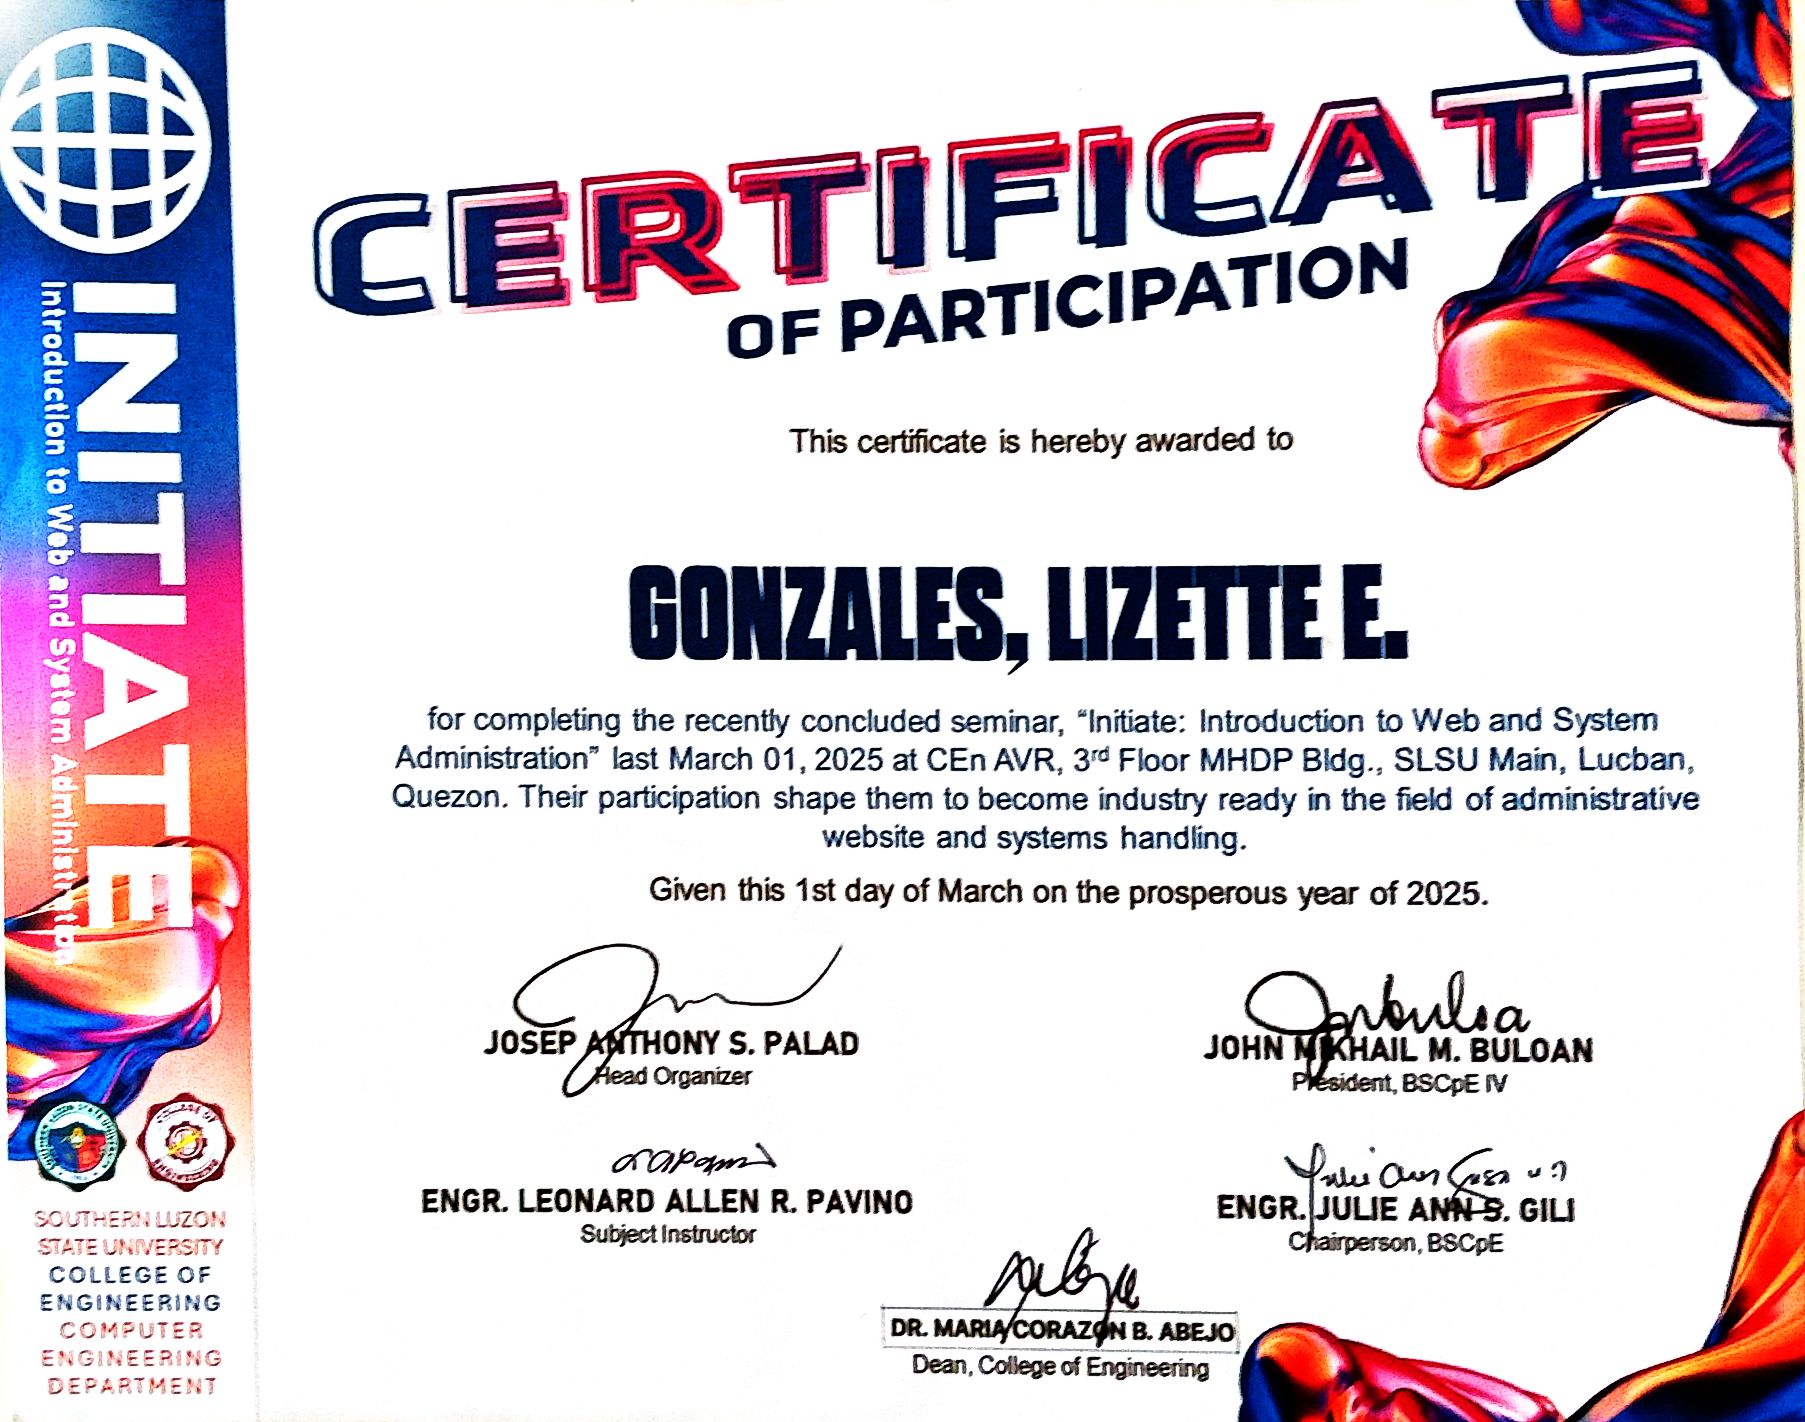 CERTIFICATE
OF PARTICIPATION
This certificate is hereby awarded to
GONZALES, LIZETTE E.
for completing the recently concluded seminar, “Initiate: Introduction to Web and System
Administration” last March 01, 2025 at CEn AVR, 3rd Floor MHDP Bldg., SLSU Main, Lucban,
Quezon. Their participation shape them to become industry ready in the field of administrative
website and systems handling.
Given this 1st day of March on the prosperous year of 2025.
JOSEP ANTHONY S. PALAD
Head Organizer
JOHN MIKHAIL M. BULOAN
President, BSCpE IV
ENGR. LEONARD ALLEN R. PAVINO
Subject Instructor
ENGR. JULIE ANN S. GILI
Chairperson, BSCpE
DR. MARIA CORAZON B. ABEJO
Dean, College of Engineering
INITIATE
Introduction to Web and System Administration
SOUTHERN LUZON
STATE UNIVERSITY
COLLEGE OF
ENGINEERING
COMPUTER
ENGINEERING
DEPARTMENT